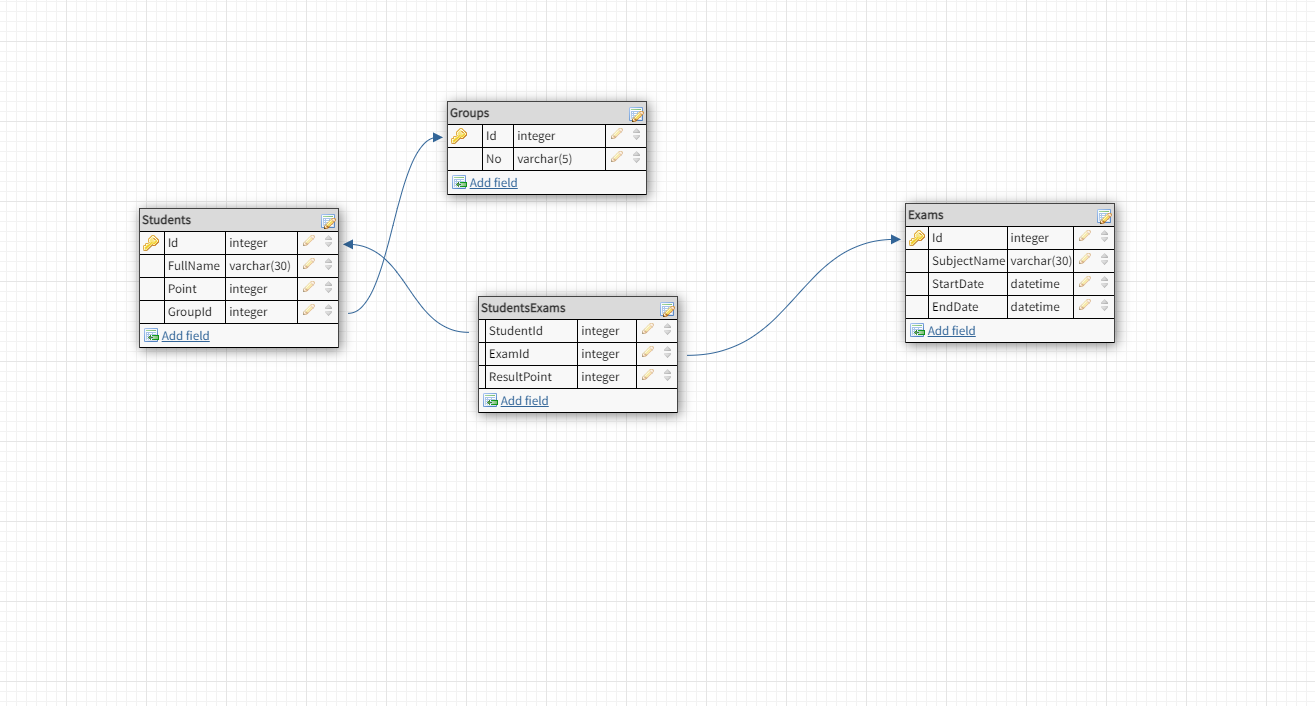 Groups
Id integer
No varchar(5)
Add field
Students
Id integer
FullName varchar(30)
Point integer
GroupId integer
Add field
StudentsExams
StudentId integer
ExamId integer
ResultPoint integer
Add field
Exams
Id integer
SubjectName varchar(30)
StartDate datetime
EndDate datetime
Add field